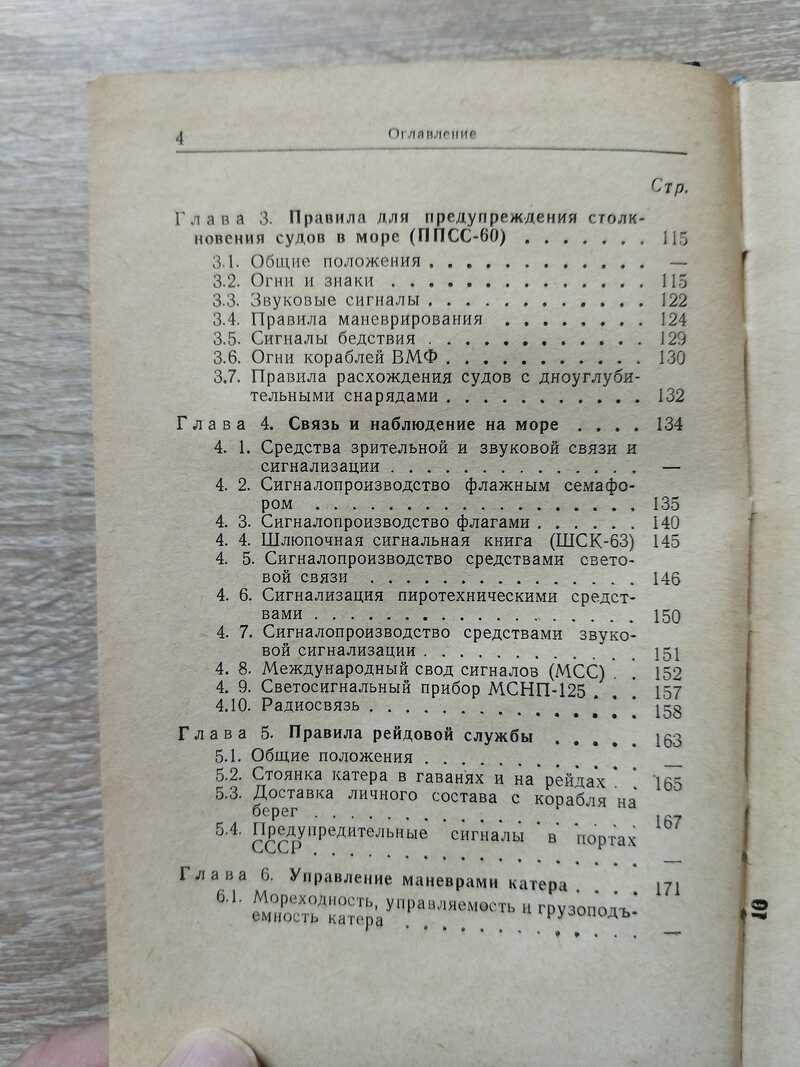 4
Оглавление
Стр.
Глава 3. Правила для предупреждения столк-
новения судов в море (ППСС-60) . . . . . . . 115
3.1. Общие положения . . . . . . . . . . . . —
3.2. Огни и знаки . . . . . . . . . . . . . . 115
3.3. Звуковые сигналы . . . . . . . . . . . . 122
3.4. Правила маневрирования . . . . . . . . 124
3.5. Сигналы бедствия . . . . . . . . . . . . 129
3.6. Огни кораблей ВМФ . . . . . . . . . . . 130
3.7. Правила расхождения судов с дноуглуби-
тельными снарядами . . . . . . . . . . . 132
Глава 4. Связь и наблюдение на море . . . . 134
4. 1. Средства зрительной и звуковой связи и
сигнализации . . . . . . . . . . . . . . —
4. 2. Сигналопроизводство флажным семафо-
ром . . . . . . . . . . . . . . . . . . 135
4. 3. Сигналопроизводство флагами . . . . . . 140
4. 4. Шлюпочная сигнальная книга (ШСК-63) 145
4. 5. Сигналопроизводство средствами свето-
вой связи . . . . . . . . . . . . . . . 146
4. 6. Сигнализация пиротехническими средст-
вами . . . . . . . . . . . . . . . . . . 150
4. 7. Сигналопроизводство средствами звуко-
вой сигнализации . . . . . . . . . . . . 151
4. 8. Международный свод сигналов (МСС) . . 152
4. 9. Светосигнальный прибор МСНП-125 . . . 157
4.10. Радиосвязь . . . . . . . . . . . . . . . 158
Глава 5. Правила рейдовой службы . . . . . 163
5.1. Общие положения . . . . . . . . . . . . —
5.2. Стоянка катера в гаванях и на рейдах . . 165
5.3. Доставка личного состава с корабля на
берег . . . . . . . . . . . . . . . . . . 167
5.4. Предупредительные сигналы в портах
СССР . . . . . . . . . . . . . . . . . . —
Глава 6. Управление маневрами катера . . . . 171
6.1. Мореходность, управляемость и грузоподъ-
емность катера . . . . . . . . . . . . . —